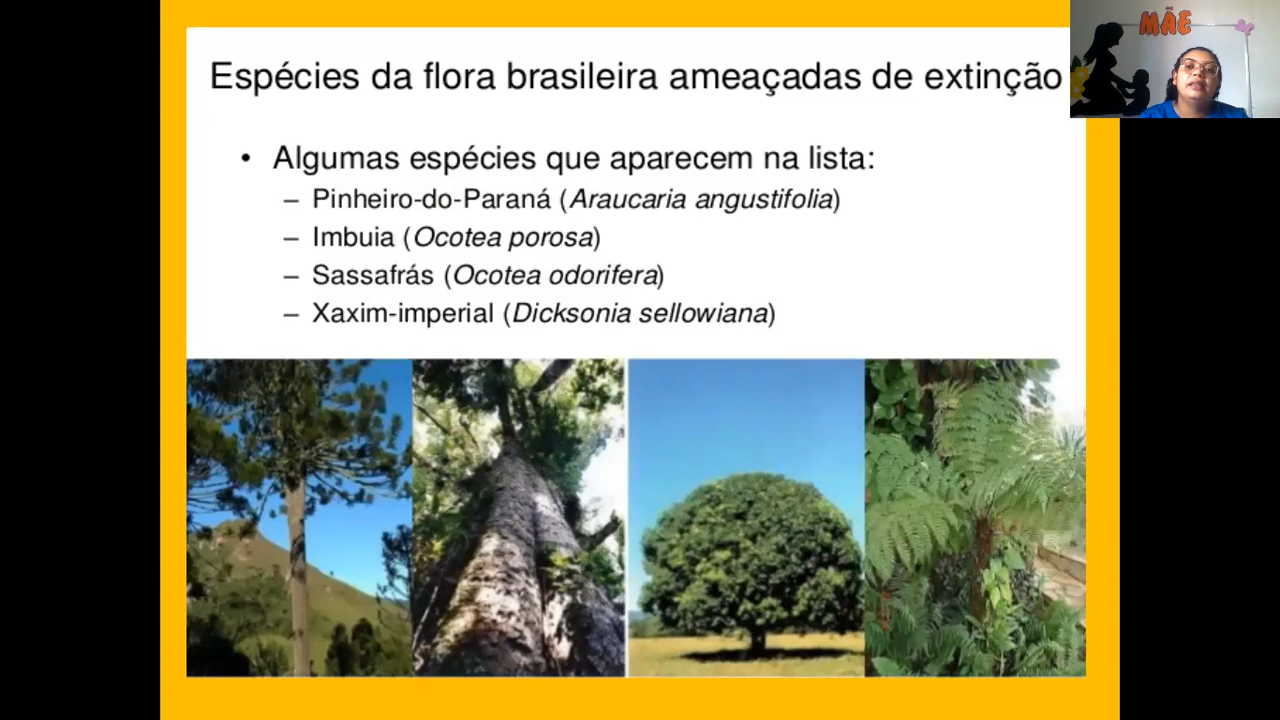 Espécies da flora brasileira ameaçadas de extinção
• Algumas espécies que aparecem na lista:
– Pinheiro-do-Paraná (Araucaria angustifolia)
– Imbuia (Ocotea porosa)
– Sassafrás (Ocotea odorifera)
– Xaxim-imperial (Dicksonia sellowiana)
MÃE